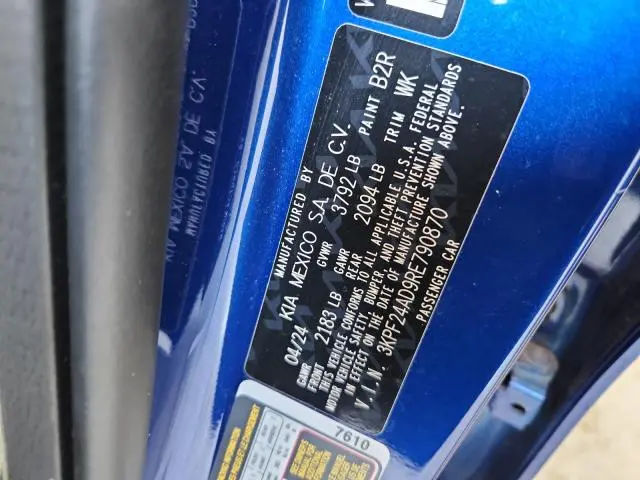 MANUFACTURED BY
KIA MEXICO S.A. DE C.V.
04/24 GVWR 3792 LB PAINT B2R
GAWR FRONT 2183 LB GAWR REAR 2094 LB TRIM WK
THIS VEHICLE CONFORMS TO ALL APPLICABLE U.S.A. FEDERAL
MOTOR VEHICLE SAFETY, BUMPER, AND THEFT PREVENTION STANDARDS
IN EFFECT ON THE DATE OF MANUFACTURE SHOWN ABOVE.
V.I.N. 3KPF24AD9RE790870
PASSENGER CAR
7610